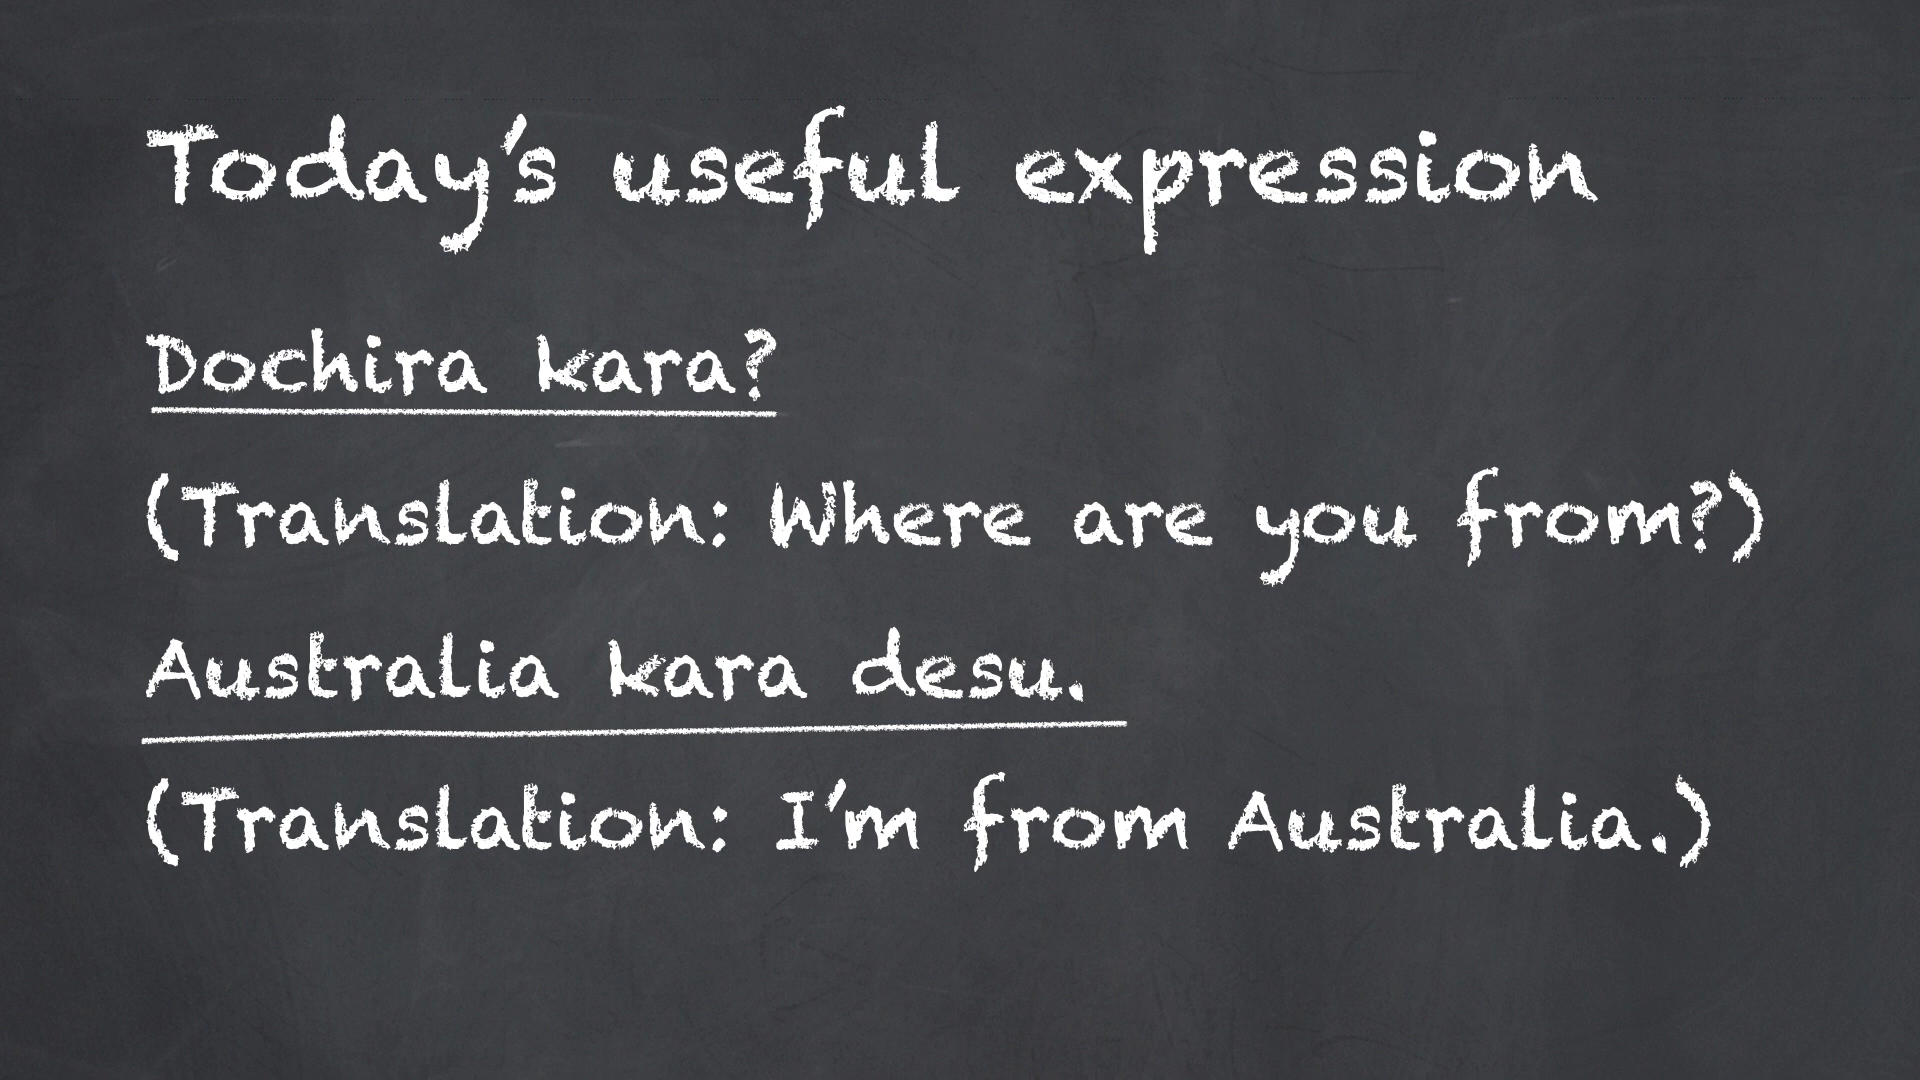 Today's useful expression
Dochira kara?
(Translation: Where are you from?)
Australia kara desu.
(Translation: I'm from Australia.)